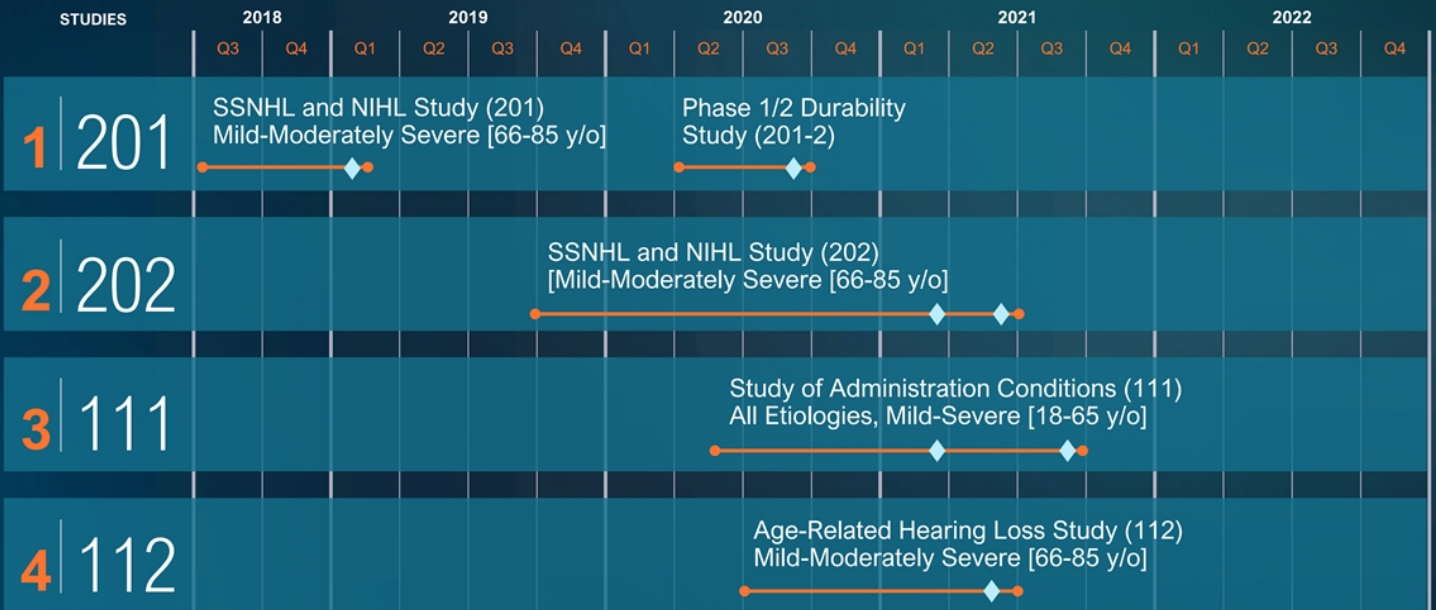 STUDIES 2018 2019 2020 2021 2022
Q3 Q4 Q1 Q2 Q3 Q4 Q1 Q2 Q3 Q4 Q1 Q2 Q3 Q4 Q1 Q2 Q3 Q4
1 201
SSNHL and NIHL Study (201)
Mild-Moderately Severe [66-85 y/o]
Phase 1/2 Durability
Study (201-2)
2 202
SSNHL and NIHL Study (202)
[Mild-Moderately Severe [66-85 y/o]
3 111
Study of Administration Conditions (111)
All Etiologies, Mild-Severe [18-65 y/o]
4 112
Age-Related Hearing Loss Study (112)
Mild-Moderately Severe [66-85 y/o]